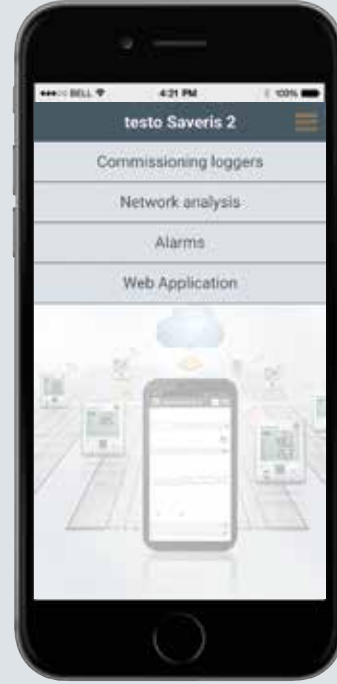 BELL 4:21 PM 100%
testo Saveris 2
Commissioning loggers
Network analysis
Alarms
Web Application